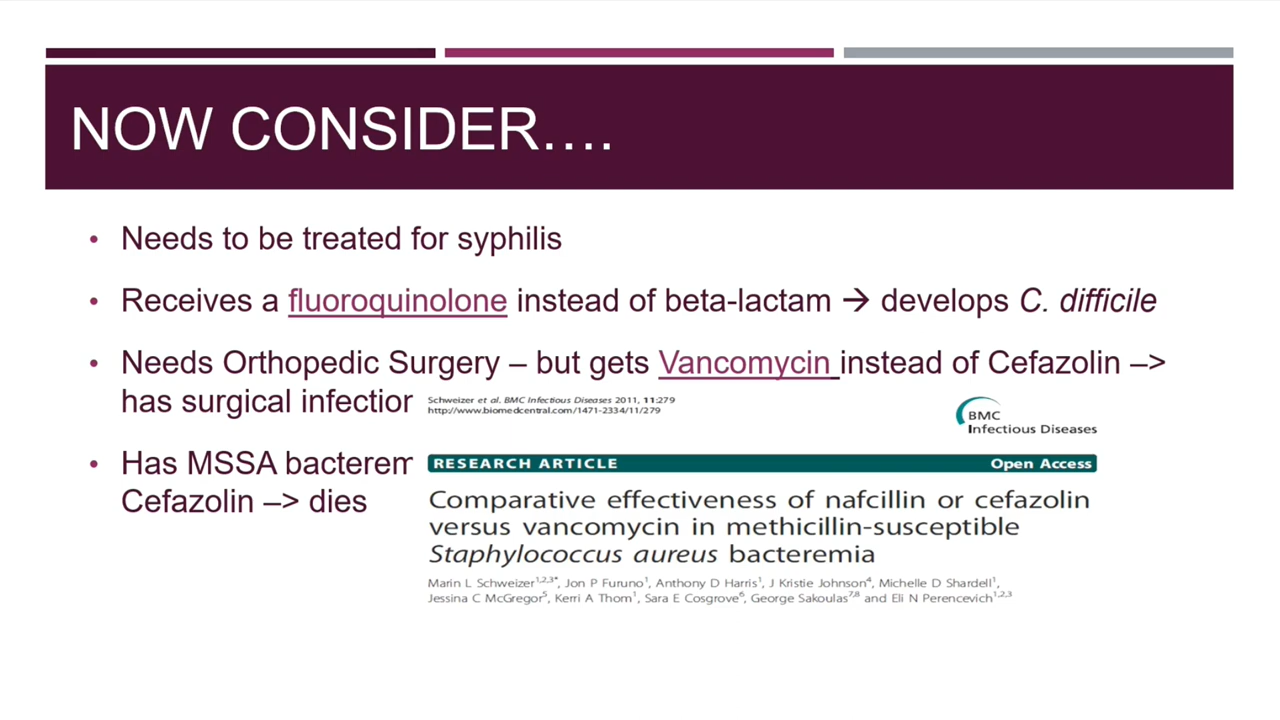 NOW CONSIDER....
• Needs to be treated for syphilis
• Receives a fluoroquinolone instead of beta-lactam → develops C. difficile
• Needs Orthopedic Surgery – but gets Vancomycin instead of Cefazolin –>
has surgical infection
• Has MSSA bacterem
Cefazolin –> dies
Schweizer et al. BMC Infectious Diseases 2011, 11:279
http://www.biomedcentral.com/1471-2334/11/279
BMC
Infectious Diseases
RESEARCH ARTICLE Open Access
Comparative effectiveness of nafcillin or cefazolin
versus vancomycin in methicillin-susceptible
Staphylococcus aureus bacteremia
Marin L Schweizer1,2,3*, Jon P Furuno1, Anthony D Harris1, J Kristie Johnson4, Michelle D Shardell1,
Jessina C McGregor5, Kerri A Thom1, Sara E Cosgrove6, George Sakoulas7,8 and Eli N Perencevich1,2,3